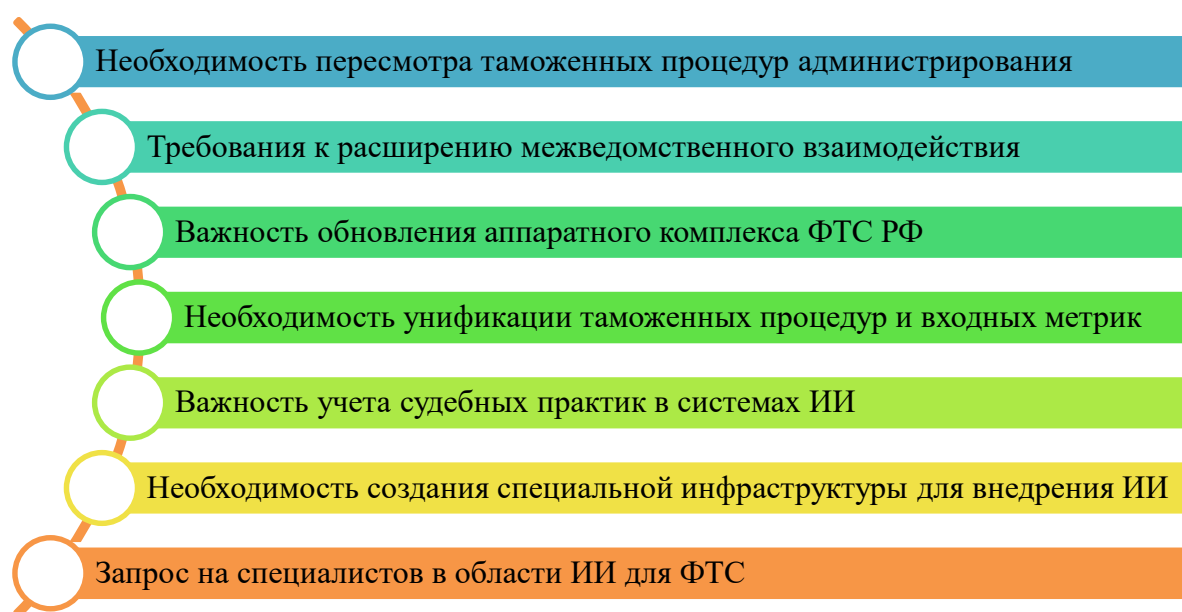 Необходимость пересмотра таможенных процедур администрирования
Требования к расширению межведомственного взаимодействия
Важность обновления аппаратного комплекса ФТС РФ
Необходимость унификации таможенных процедур и входных метрик
Важность учета судебных практик в системах ИИ
Необходимость создания специальной инфраструктуры для внедрения ИИ
Запрос на специалистов в области ИИ для ФТС